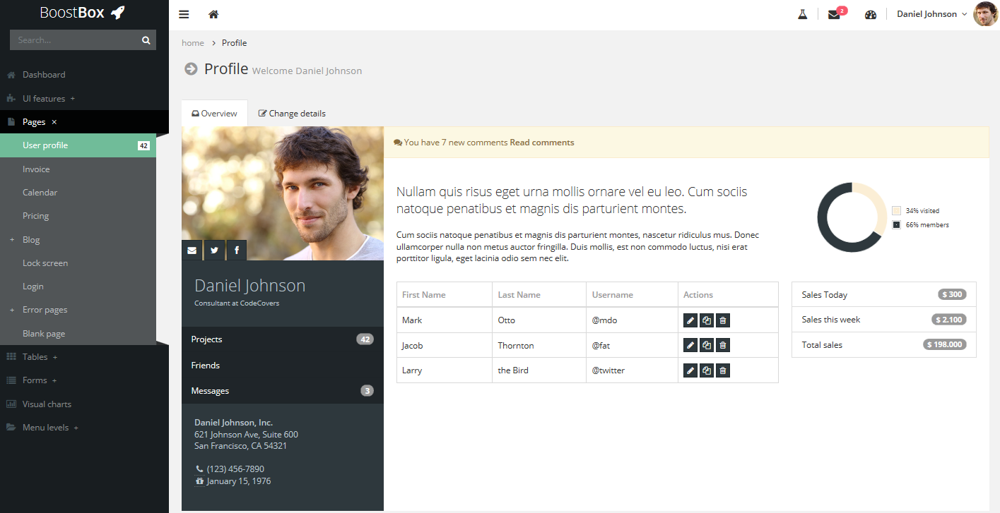 BoostBox
Search...
Dashboard
UI features +
Pages ×
User profile 42
Invoice
Calendar
Pricing
+ Blog
Lock screen
Login
+ Error pages
Blank page
Tables +
Forms +
Visual charts
Menu levels +
2
Daniel Johnson
home > Profile
Profile Welcome Daniel Johnson
Overview
Change details
Daniel Johnson
Consultant at CodeCovers
Projects 42
Friends
Messages 3
Daniel Johnson, Inc.
621 Johnson Ave, Suite 600
San Francisco, CA 54321
(123) 456-7890
January 15, 1976
You have 7 new comments Read comments
Nullam quis risus eget urna mollis ornare vel eu leo. Cum sociis
natoque penatibus et magnis dis parturient montes.
Cum sociis natoque penatibus et magnis dis parturient montes, nascetur ridiculus mus. Donec
ullamcorper nulla non metus auctor fringilla. Duis mollis, est non commodo luctus, nisi erat
porttitor ligula, eget lacinia odio sem nec elit.
34% visited
66% members
First Name Last Name Username Actions
Mark Otto @mdo
Jacob Thornton @fat
Larry the Bird @twitter
Sales Today $ 300
Sales this week $ 2.100
Total sales $ 198.000